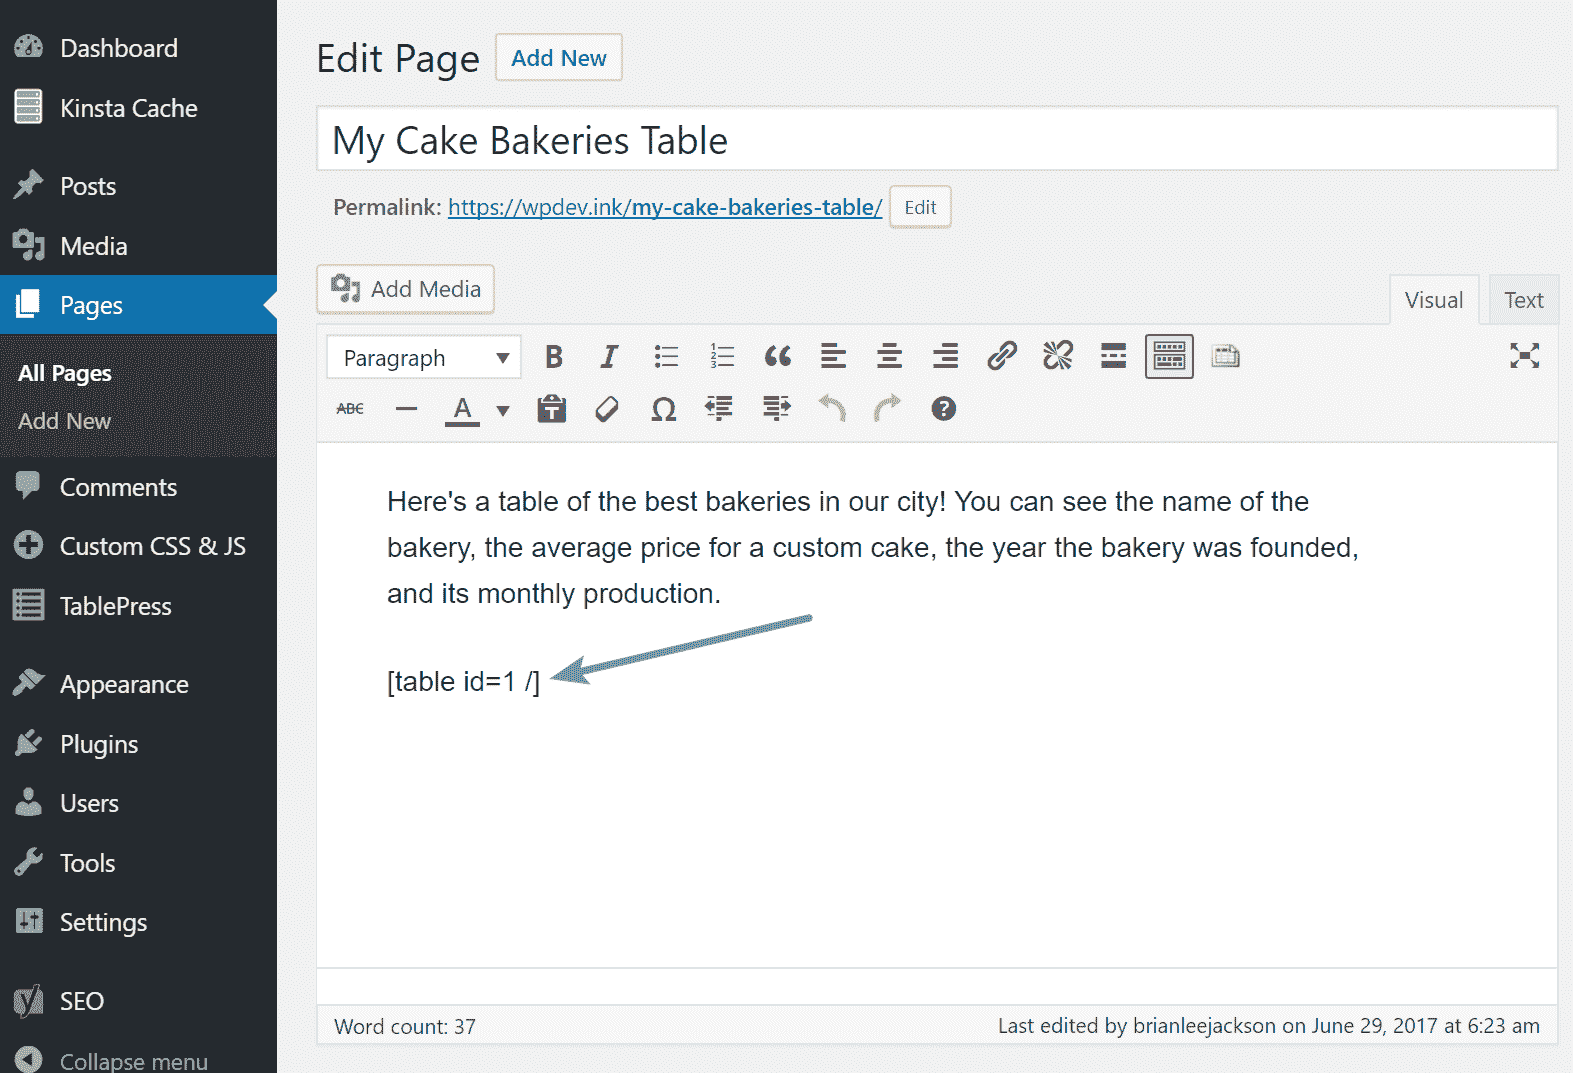 Dashboard
Kinsta Cache
Posts
Media
Pages
All Pages
Add New
Comments
Custom CSS & JS
TablePress
Appearance
Plugins
Users
Tools
Settings
SEO
Collapse menu
Edit Page Add New
My Cake Bakeries Table
Permalink: https://wpdev.ink/my-cake-bakeries-table/ Edit
Add Media
Visual Text
Paragraph
ABC
Here's a table of the best bakeries in our city! You can see the name of the
bakery, the average price for a custom cake, the year the bakery was founded,
and its monthly production.
[table id=1 /]
Word count: 37
Last edited by brianleejackson on June 29, 2017 at 6:23 am